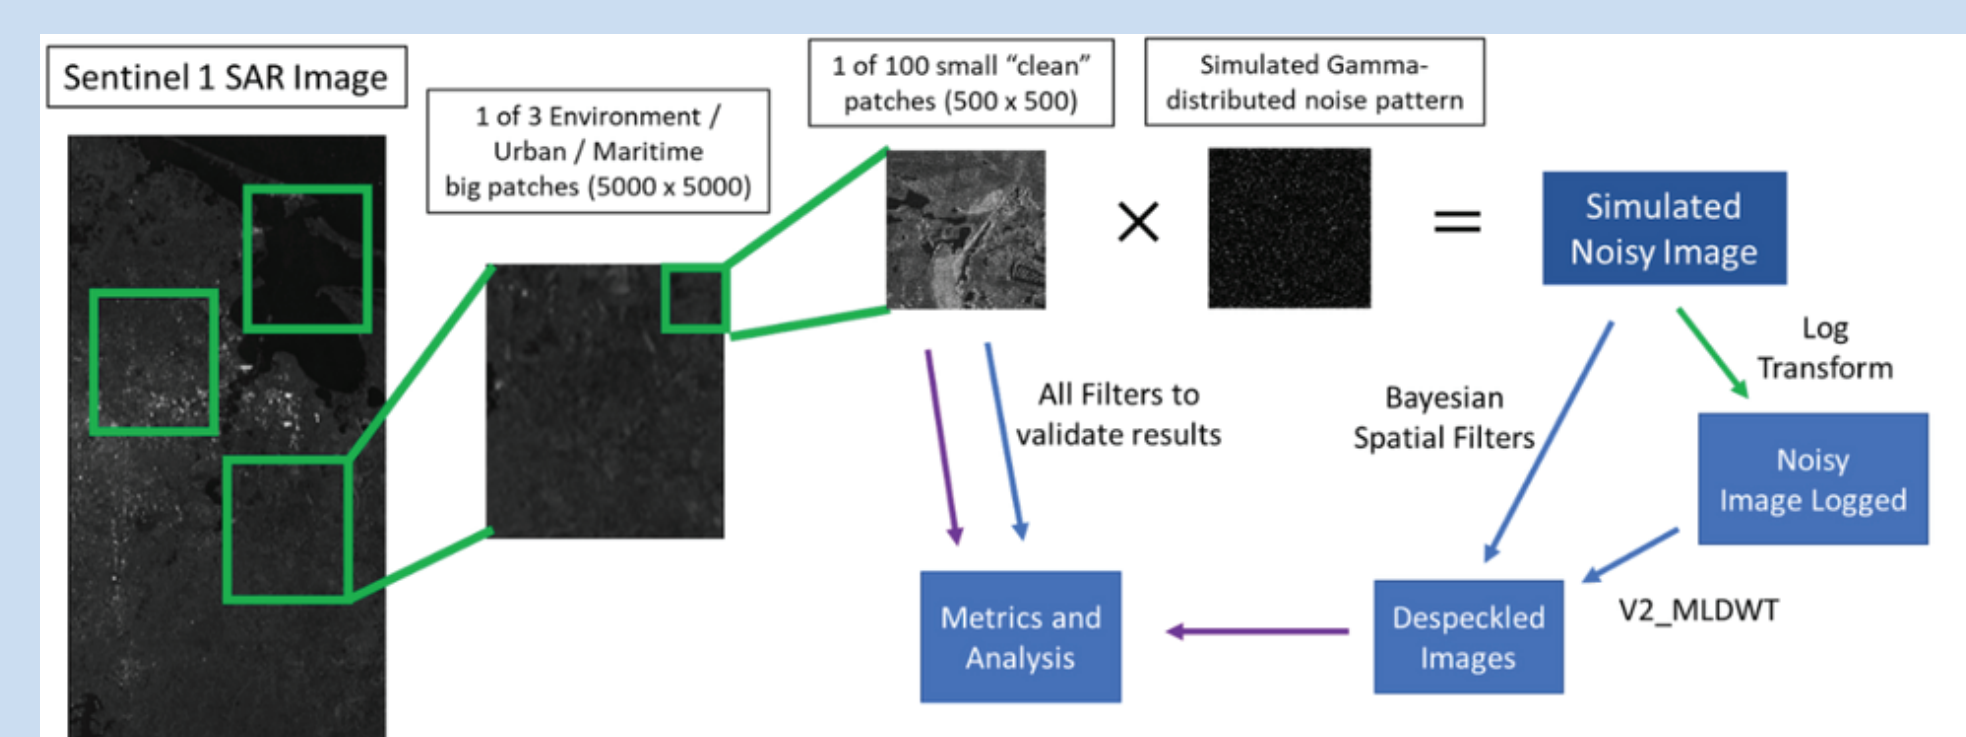 Sentinel 1 SAR Image
1 of 3 Environment /
Urban / Maritime
big patches (5000 x 5000)
1 of 100 small “clean”
patches (500 x 500)
Simulated Gamma-
distributed noise pattern
×
=
Simulated
Noisy Image
Log
Transform
All Filters to
validate results
Bayesian
Spatial Filters
Noisy
Image Logged
V2_MLDWT
Despeckled
Images
Metrics and
Analysis